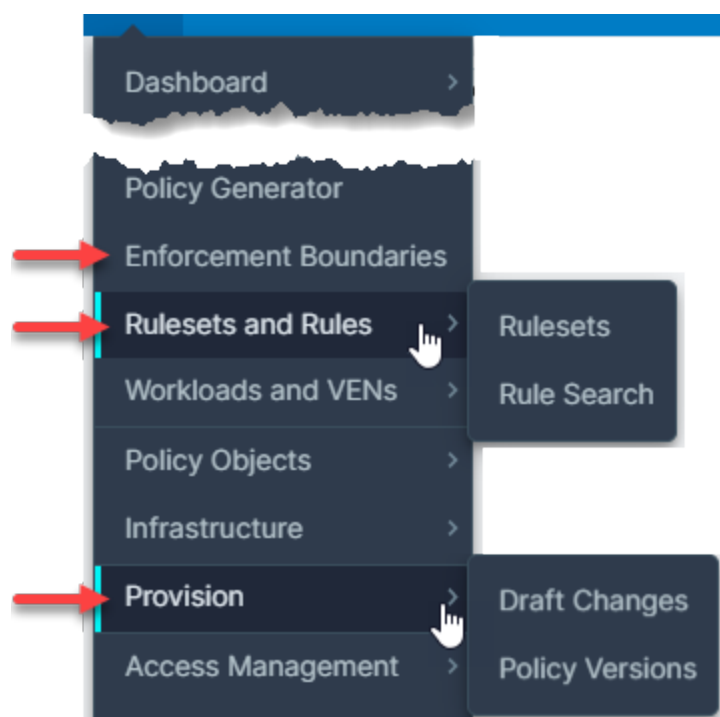 Dashboard
Policy Generator
Enforcement Boundaries
Rulesets and Rules
Rulesets
Rule Search
Workloads and VENs
Policy Objects
Infrastructure
Provision
Draft Changes
Policy Versions
Access Management